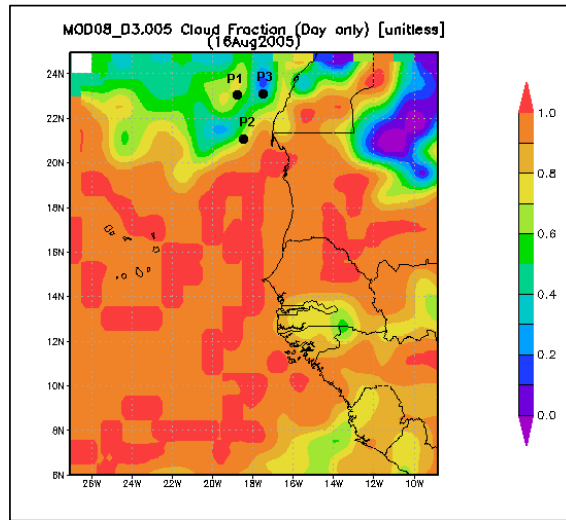 MOD08_D3.005 Cloud Fraction (Day only) [unitless]
(16Aug2005)
24N
22N
20N
18N
16N
14N
12N
10N
8N
6N
26W
24W
22W
20W
18W
16W
14W
12W
10W
P1
P3
P2
1.0
0.8
0.6
0.4
0.2
0.0